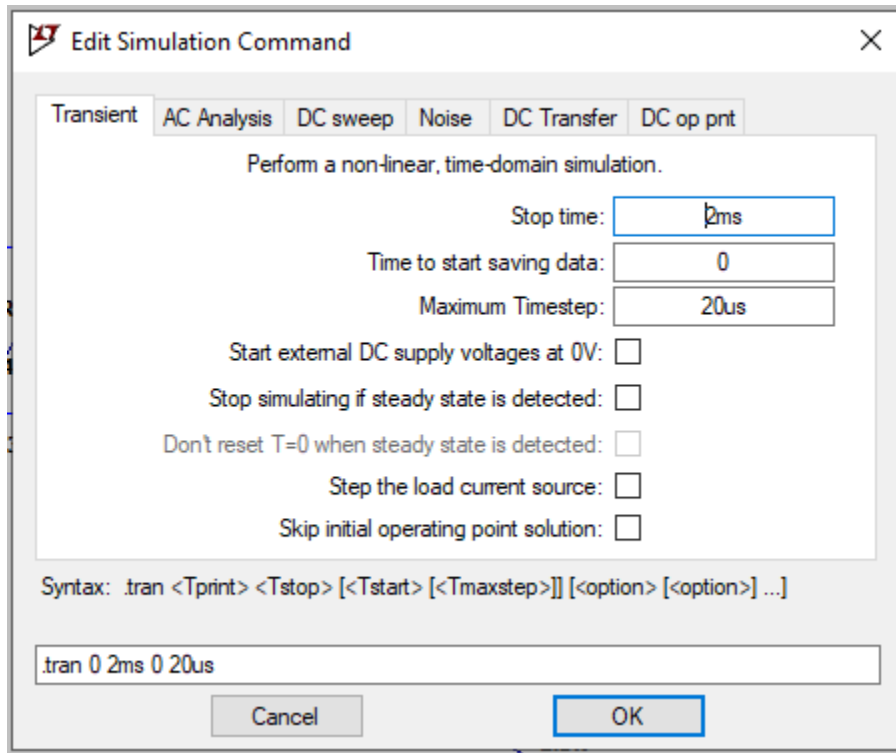 Edit Simulation Command
Transient AC Analysis DC sweep Noise DC Transfer DC op pnt
Perform a non-linear, time-domain simulation.
Stop time: 2ms
Time to start saving data: 0
Maximum Timestep: 20us
Start external DC supply voltages at 0V:
Stop simulating if steady state is detected:
Don't reset T=0 when steady state is detected:
Step the load current source:
Skip initial operating point solution:
Syntax: .tran <Tprint> <Tstop> [<Tstart> [<Tmaxstep>]] [<option> [<option>] ...]
.tran 0 2ms 0 20us
Cancel OK